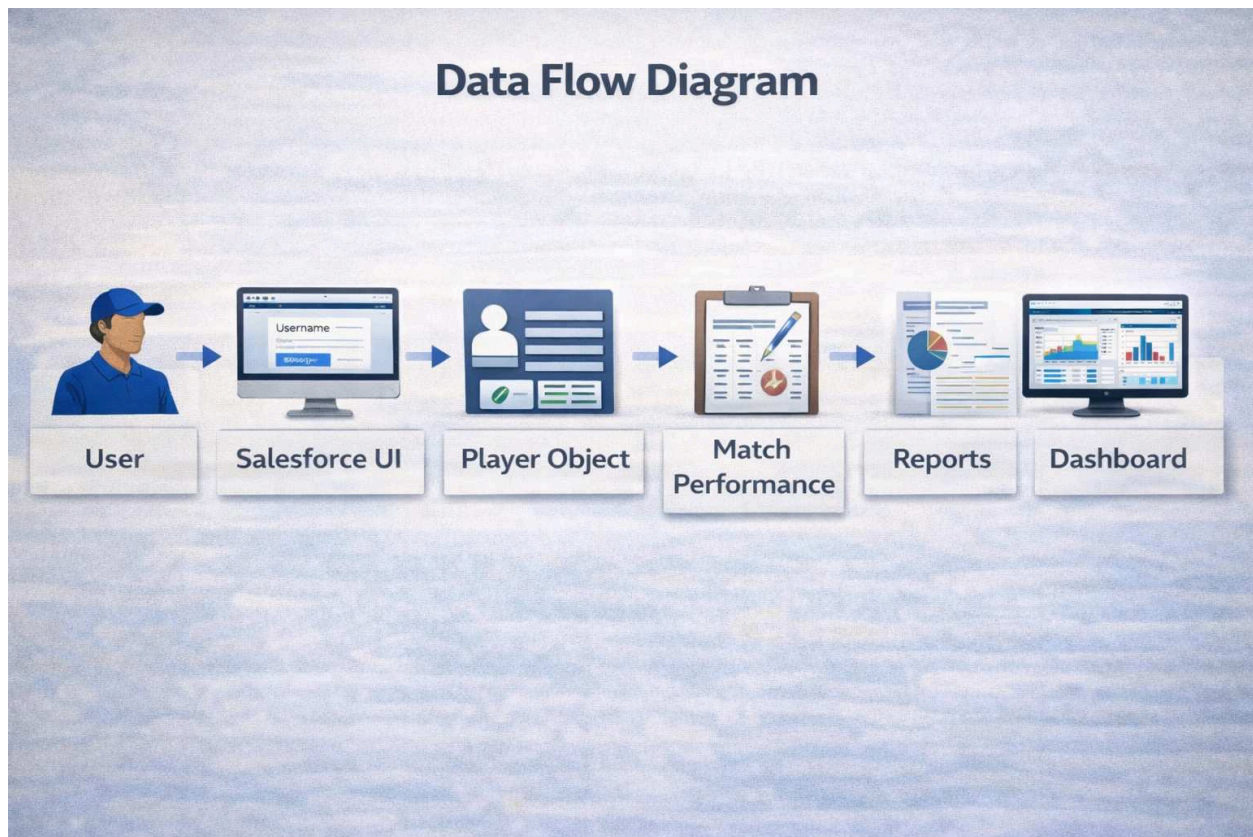 Data Flow Diagram
Username
User
Salesforce UI
Player Object
Match
Performance
Reports
Dashboard